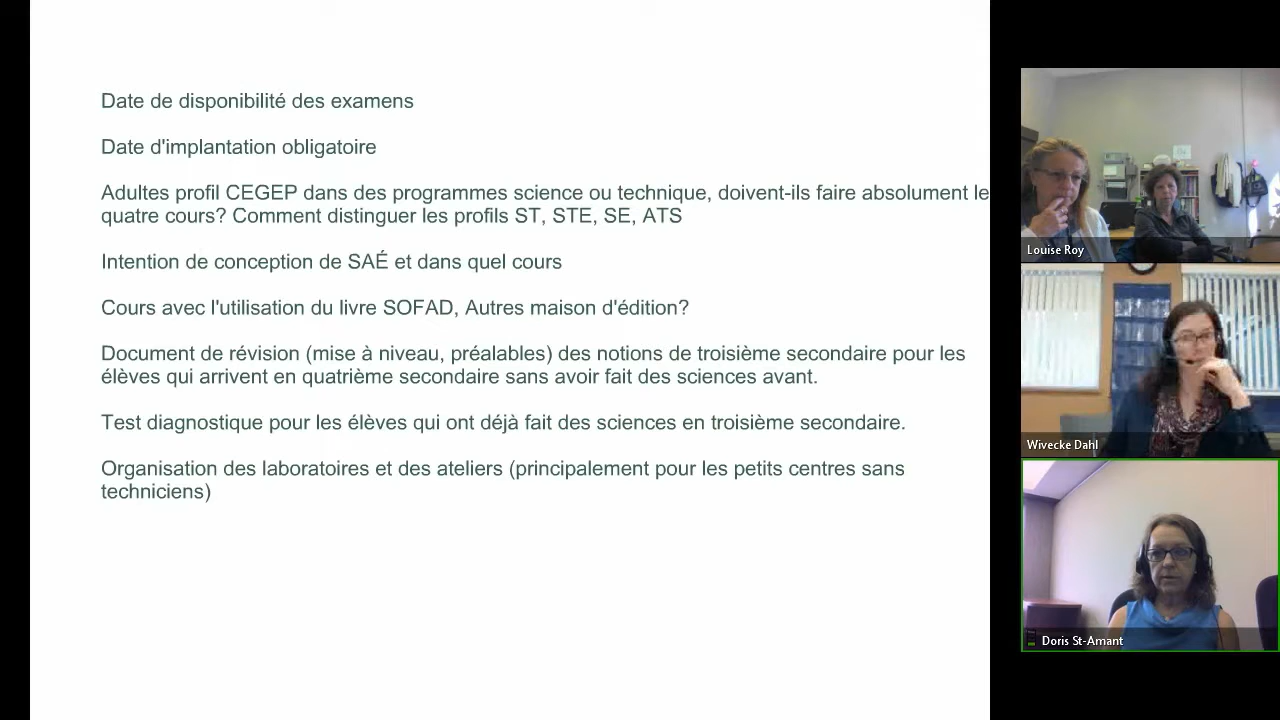 Date de disponibilité des examens
Date d'implantation obligatoire
Adultes profil CEGEP dans des programmes science ou technique, doivent-ils faire absolument le
quatre cours? Comment distinguer les profils ST, STE, SE, ATS
Intention de conception de SAÉ et dans quel cours
Cours avec l'utilisation du livre SOFAD, Autres maison d'édition?
Document de révision (mise à niveau, préalables) des notions de troisième secondaire pour les
élèves qui arrivent en quatrième secondaire sans avoir fait des sciences avant.
Test diagnostique pour les élèves qui ont déjà fait des sciences en troisième secondaire.
Organisation des laboratoires et des ateliers (principalement pour les petits centres sans
techniciens)
Louise Roy
Wivecke Dahl
Doris St-Amant